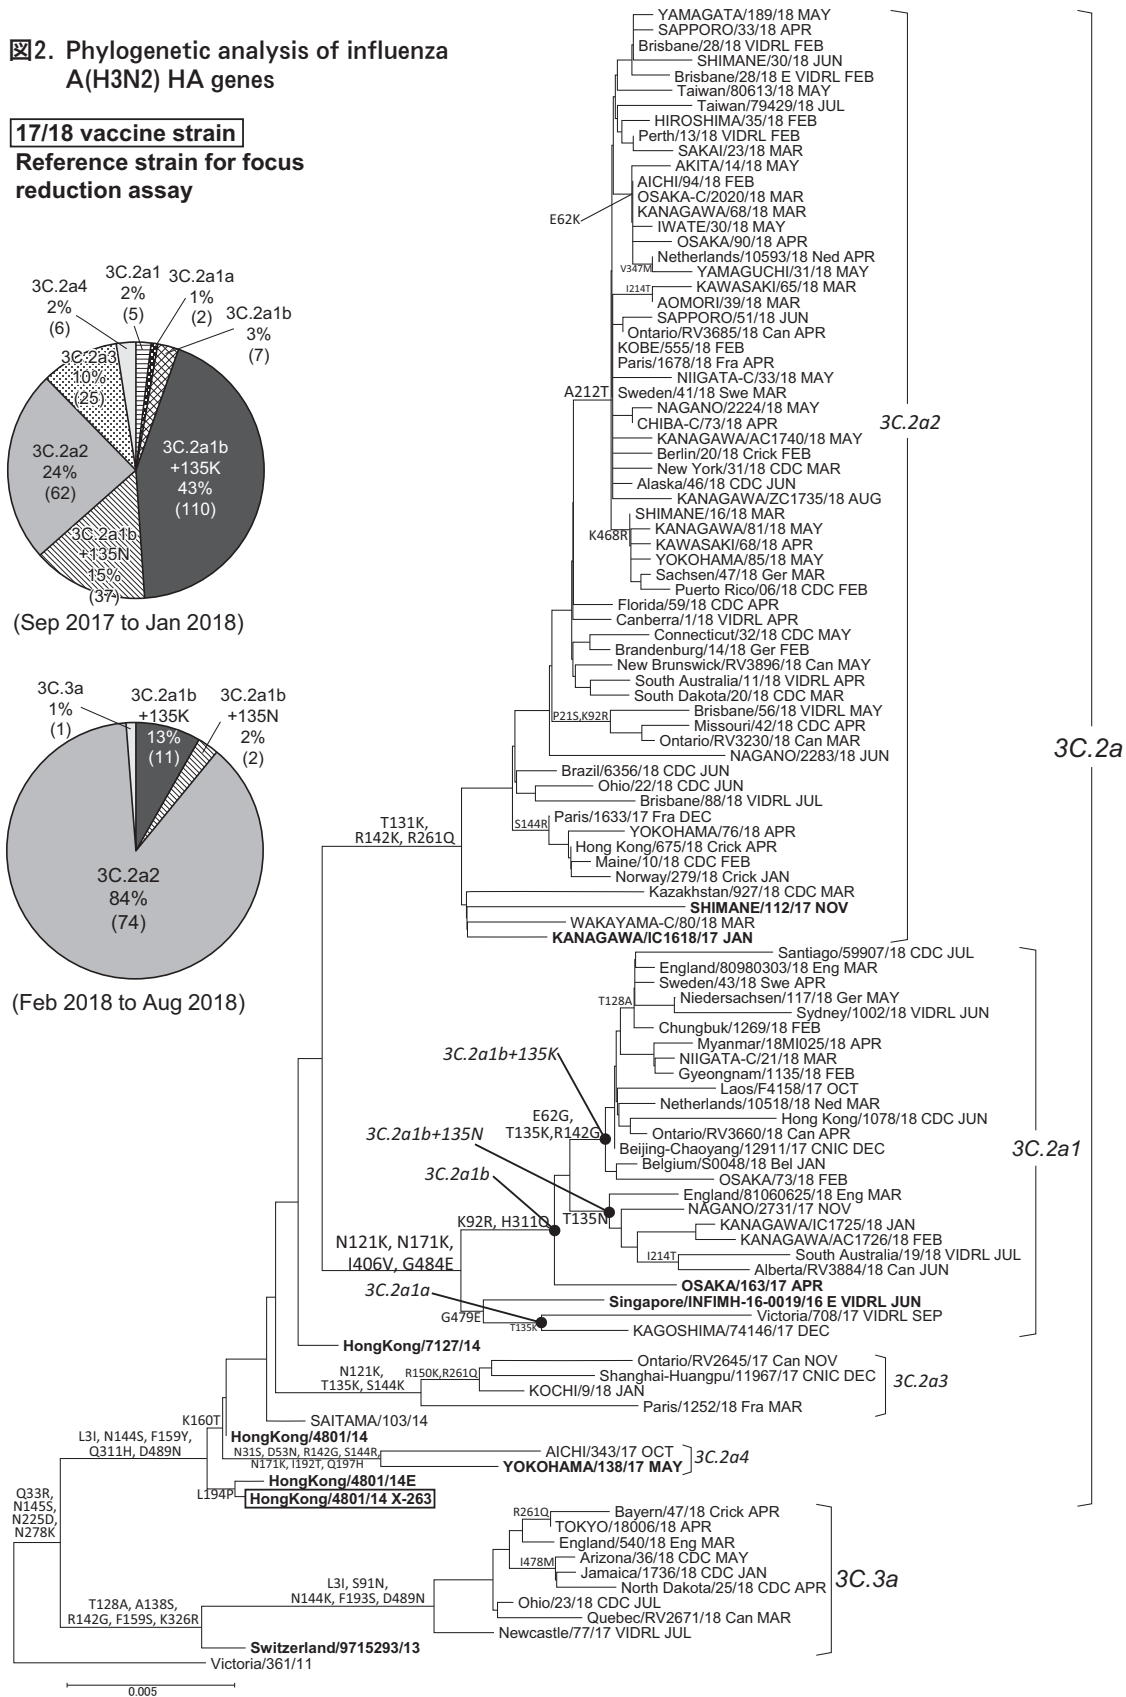 図2. Phylogenetic analysis of influenza
A(H3N2) HA genes
17/18 vaccine strain
Reference strain for focus
reduction assay
3C.2a4
2%
(6)
3C.2a1
2%
(5)
3C.2a1a
1%
(2)
3C.2a1b
3%
(7)
3C.2a3
10%
(25)
3C.2a2
24%
(62)
3C.2a1b
+135K
43%
(110)
3C.2a1b
+135N
15%
(37)
(Sep 2017 to Jan 2018)
3C.3a
1%
(1)
3C.2a1b
+135K
13%
(11)
3C.2a1b
+135N
2%
(2)
3C.2a2
84%
(74)
(Feb 2018 to Aug 2018)
YAMAGATA/189/18 MAY
SAPPORO/33/18 APR
Brisbane/28/18 VIDRL FEB
SHIMANE/30/18 JUN
Brisbane/28/18 E VIDRL FEB
Taiwan/80613/18 MAY
Taiwan/79429/18 JUL
HIROSHIMA/35/18 FEB
Perth/13/18 VIDRL FEB
SAKAI/23/18 MAR
AKITA/14/18 MAY
AICHI/94/18 FEB
OSAKA-C/2020/18 MAR
KANAGAWA/68/18 MAR
E62K
IWATE/30/18 MAY
OSAKA/90/18 APR
Netherlands/10593/18 Ned APR
V347M
YAMAGUCHI/31/18 MAY
I214T
KAWASAKI/65/18 MAR
AOMORI/39/18 MAR
SAPPORO/51/18 JUN
Ontario/RV3685/18 Can APR
KOBE/555/18 FEB
Paris/1678/18 Fra APR
NIIGATA-C/33/18 MAY
A212T
Sweden/41/18 Swe MAR
NAGANO/2224/18 MAY
CHIBA-C/73/18 APR
3C.2a2
KANAGAWA/AC1740/18 MAY
Berlin/20/18 Crick FEB
New York/31/18 CDC MAR
Alaska/46/18 CDC JUN
KANAGAWA/ZC1735/18 AUG
SHIMANE/16/18 MAR
KANAGAWA/81/18 MAY
K468R
KAWASAKI/68/18 APR
YOKOHAMA/85/18 MAY
Sachsen/47/18 Ger MAR
Puerto Rico/06/18 CDC FEB
Florida/59/18 CDC APR
Canberra/1/18 VIDRL APR
Connecticut/32/18 CDC MAY
Brandenburg/14/18 Ger FEB
New Brunswick/RV3896/18 Can MAY
South Australia/11/18 VIDRL APR
South Dakota/20/18 CDC MAR
P21S,K92R
Brisbane/56/18 VIDRL MAY
Missouri/42/18 CDC APR
Ontario/RV3230/18 Can MAR
NAGANO/2283/18 JUN
3C.2a
Brazil/6356/18 CDC JUN
Ohio/22/18 CDC JUN
Brisbane/88/18 VIDRL JUL
T131K,
R142K, R261Q
S144R
Paris/1633/17 Fra DEC
YOKOHAMA/76/18 APR
Hong Kong/675/18 Crick APR
Maine/10/18 CDC FEB
Norway/279/18 Crick JAN
Kazakhstan/927/18 CDC MAR
SHIMANE/112/17 NOV
WAKAYAMA-C/80/18 MAR
KANAGAWA/IC1618/17 JAN
Santiago/59907/18 CDC JUL
England/80980303/18 Eng MAR
Sweden/43/18 Swe APR
T128A
Niedersachsen/117/18 Ger MAY
Sydney/1002/18 VIDRL JUN
Chungbuk/1269/18 FEB
Myanmar/18MI025/18 APR
3C.2a1b+135K
NIIGATA-C/21/18 MAR
Gyeongnam/1135/18 FEB
Laos/F4158/17 OCT
Netherlands/10518/18 Ned MAR
E62G,
T135K,R142G
Hong Kong/1078/18 CDC JUN
Ontario/RV3660/18 Can APR
3C.2a1b+135N
Beijing-Chaoyang/12911/17 CNIC DEC
3C.2a1
Belgium/S0048/18 Bel JAN
3C.2a1b
OSAKA/73/18 FEB
England/81060625/18 Eng MAR
NAGANO/2731/17 NOV
K92R, H311Q
T135N
KANAGAWA/IC1725/18 JAN
KANAGAWA/AC1726/18 FEB
N121K, N171K,
I406V, G484E
I214T
South Australia/19/18 VIDRL JUL
Alberta/RV3884/18 Can JUN
3C.2a1a
OSAKA/163/17 APR
Singapore/INFIMH-16-0019/16 E VIDRL JUN
G479E
Victoria/708/17 VIDRL SEP
T135K
KAGOSHIMA/74146/17 DEC
HongKong/7127/14
N121K,
T135K, S144K
R150K,R261Q
Ontario/RV2645/17 Can NOV
Shanghai-Huangpu/11967/17 CNIC DEC
3C.2a3
KOCHI/9/18 JAN
Paris/1252/18 Fra MAR
K160T
SAITAMA/103/14
HongKong/4801/14
L3I, N144S, F159Y,
Q311H, D489N
N31S, D53N, R142G, S144R,
N171K, I192T, Q197H
AICHI/343/17 OCT
YOKOHAMA/138/17 MAY
3C.2a4
HongKong/4801/14E
L194P
HongKong/4801/14 X-263
Q33R,
N145S,
N225D,
N278K
R261Q
Bayern/47/18 Crick APR
TOKYO/18006/18 APR
England/540/18 Eng MAR
I478M
Arizona/36/18 CDC MAY
Jamaica/1736/18 CDC JAN
North Dakota/25/18 CDC APR
3C.3a
L3I, S91N,
N144K, F193S, D489N
Ohio/23/18 CDC JUL
Quebec/RV2671/18 Can MAR
Newcastle/77/17 VIDRL JUL
T128A, A138S,
R142G, F159S, K326R
Switzerland/9715293/13
Victoria/361/11
0.005